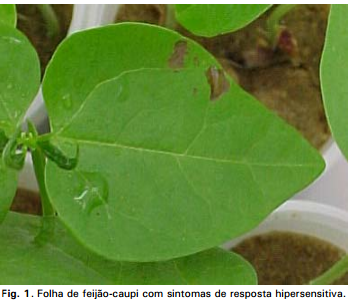 Fig. 1. Folha de feijão-caupi com sintomas de resposta hipersensitiva.